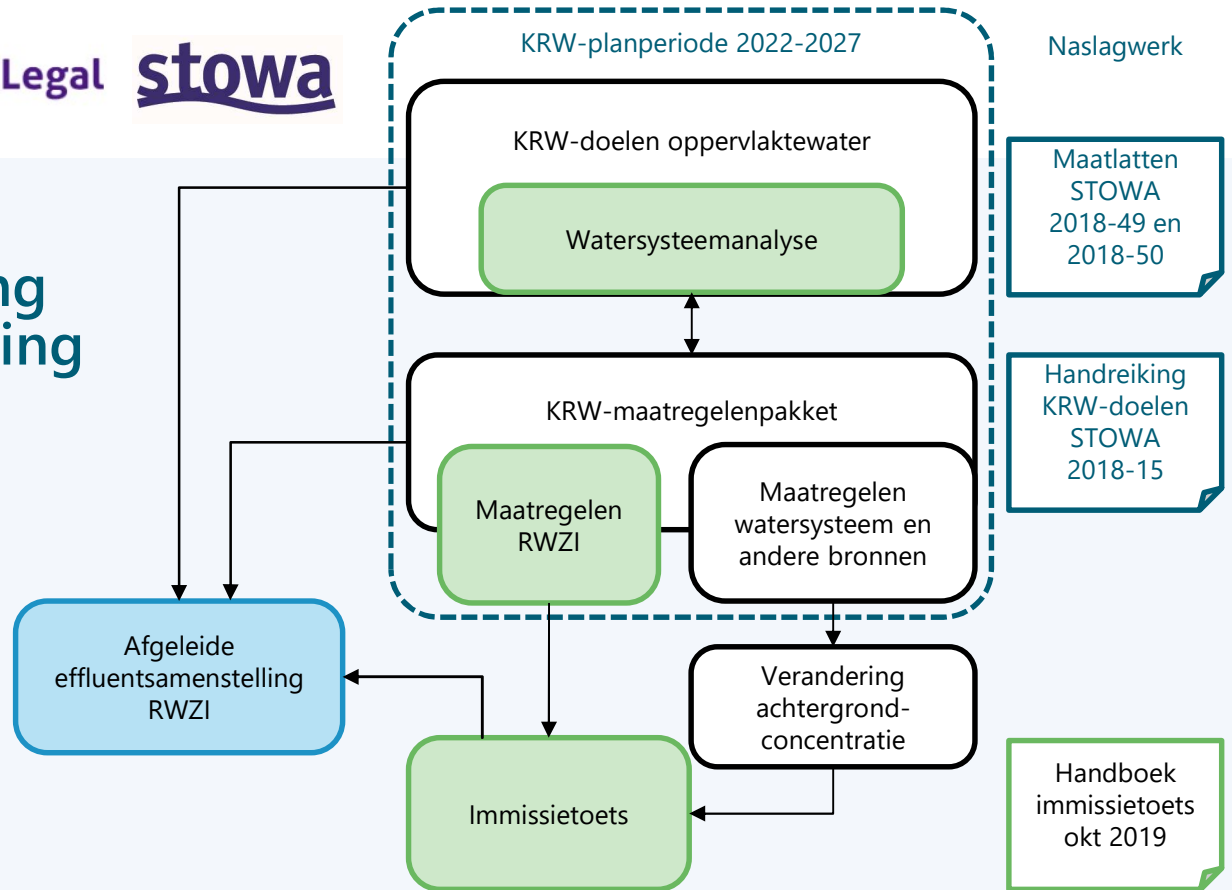 Legal
stowa
ng
ing
KRW-planperiode 2022-2027
KRW-doelen oppervlaktewater
Watersysteemanalyse
KRW-maatregelenpakket
Maatregelen
RWZI
Maatregelen
watersysteem en
andere bronnen
Afgeleide
effluentsamenstelling
RWZI
Verandering
achtergrond-
concentratie
Immissietoets
Naslagwerk
Maatlatten
STOWA
2018-49 en
2018-50
Handreiking
KRW-doelen
STOWA
2018-15
Handboek
immissietoets
okt 2019